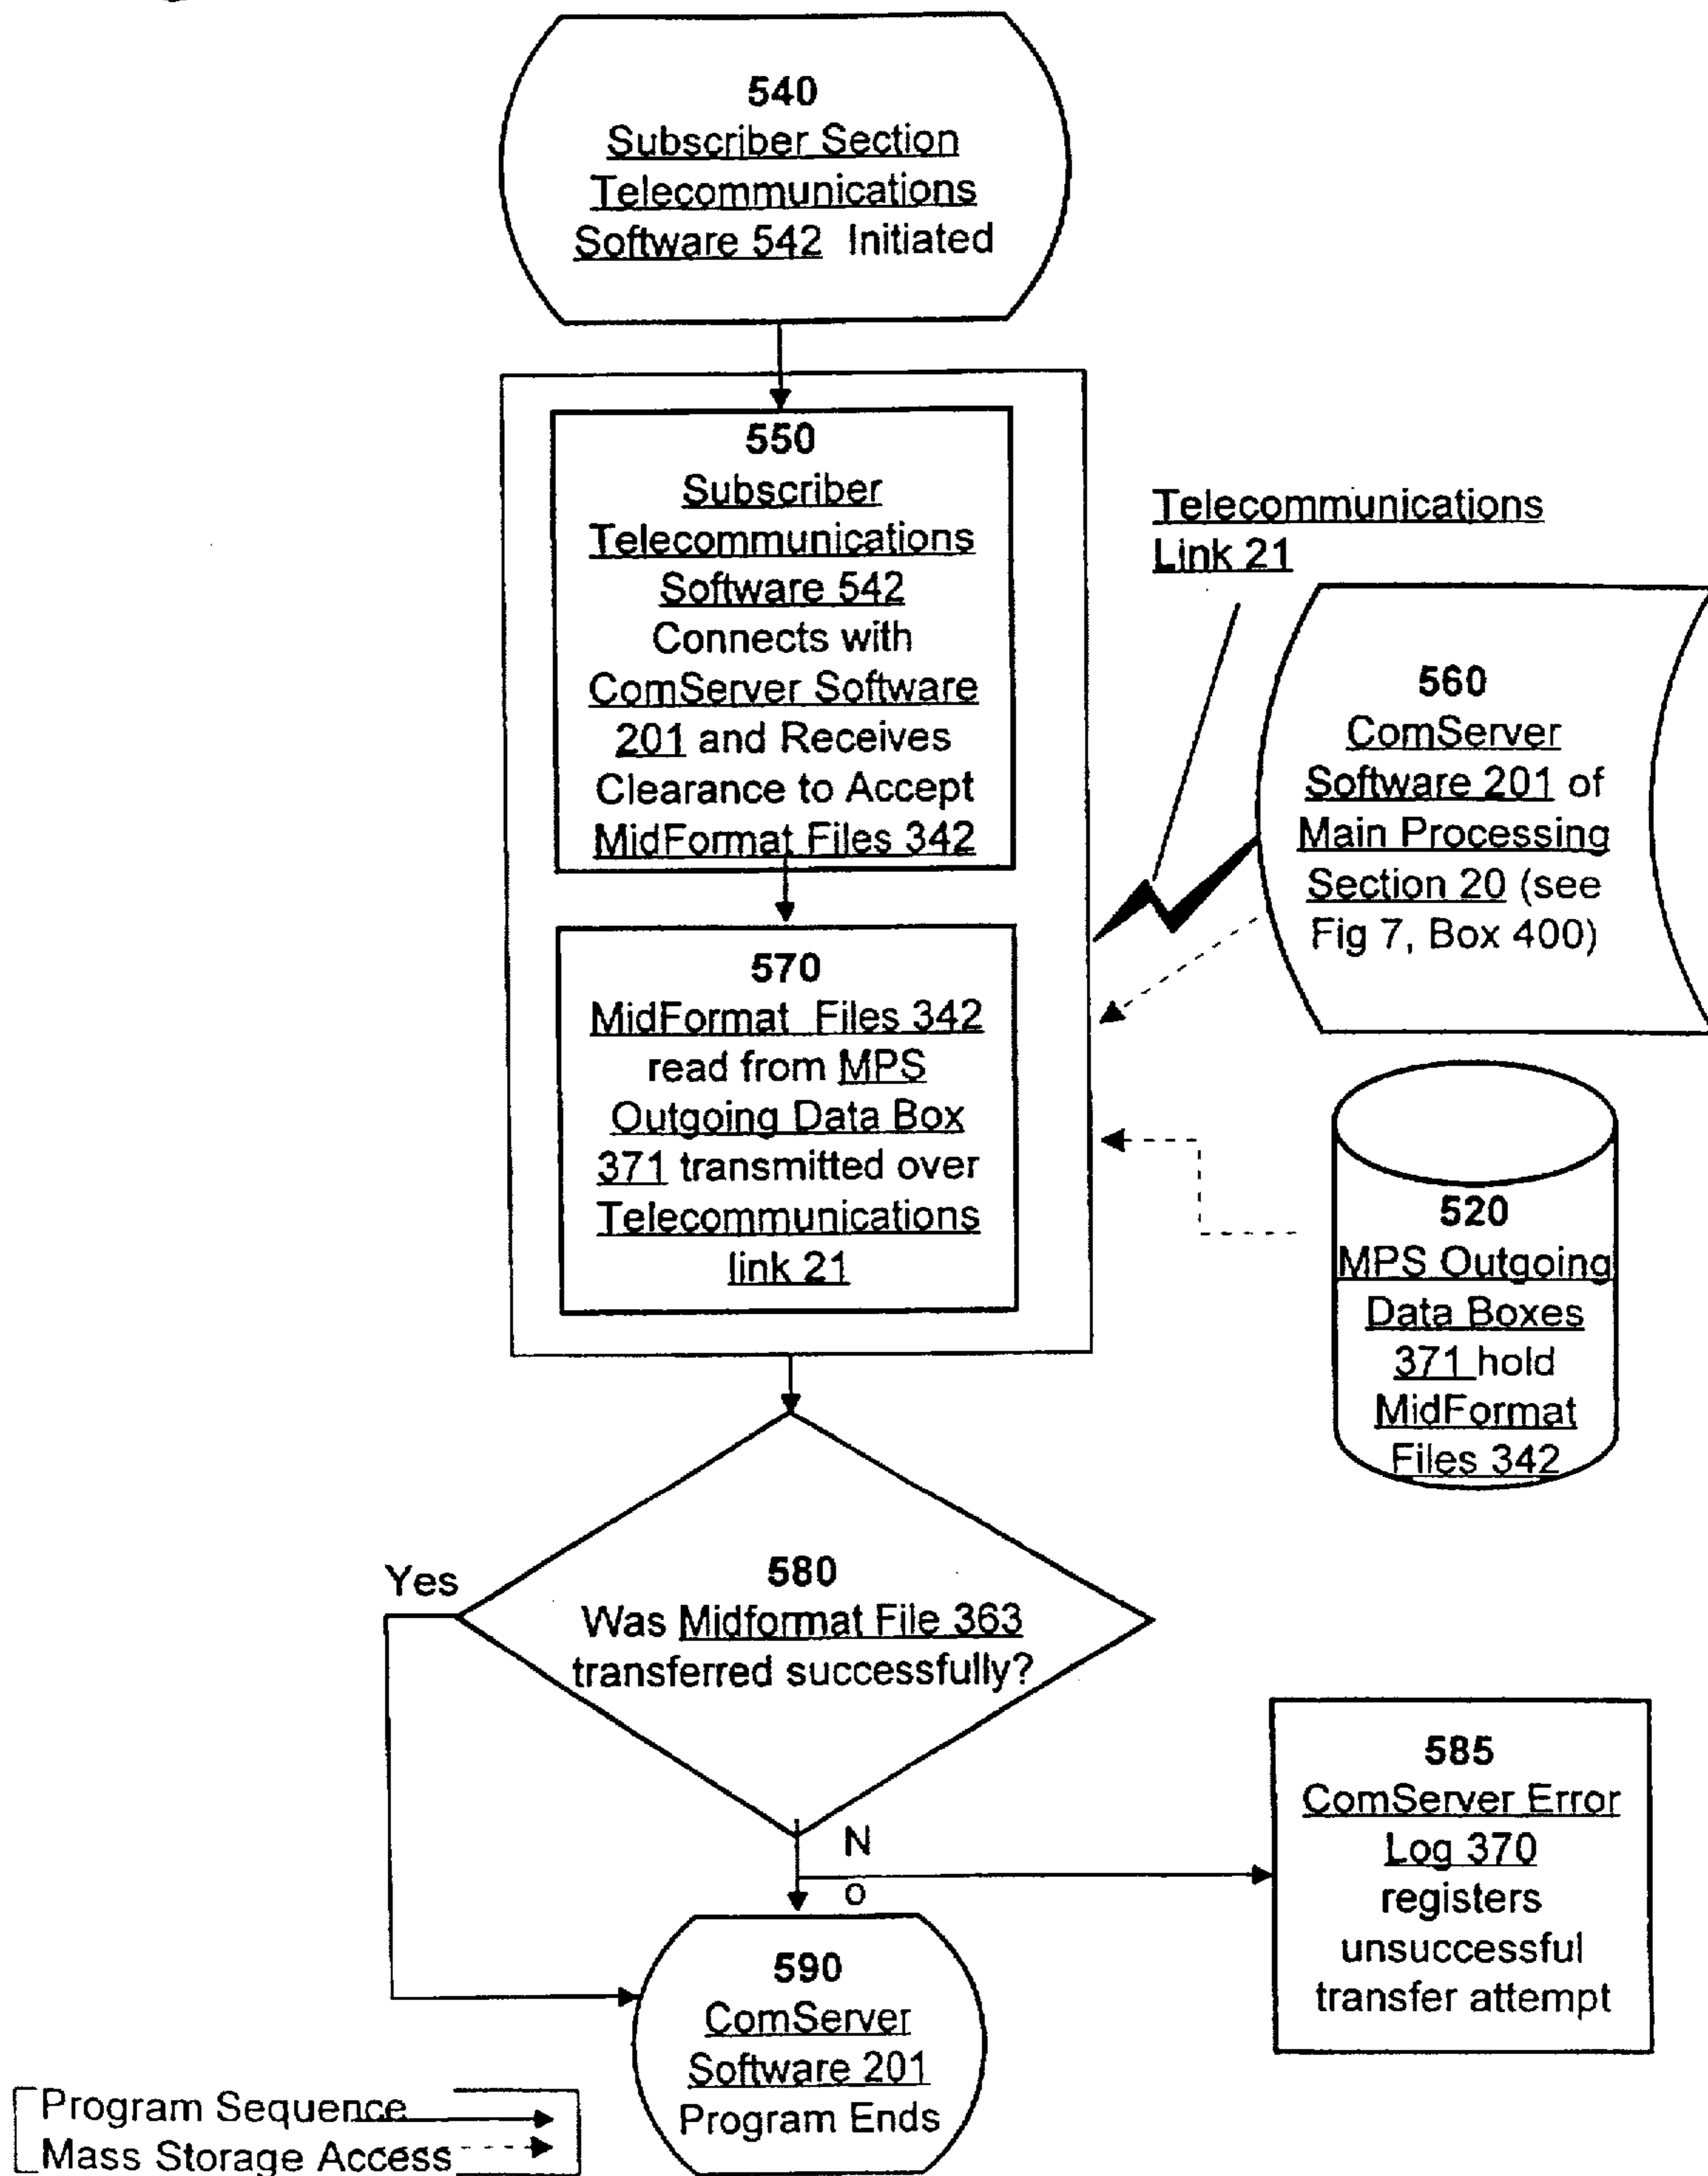 540
Subscriber Section
Telecommunications
Software 542 Initiated
550
Subscriber
Telecommunications
Software 542
Connects with
ComServer Software
201 and Receives
Clearance to Accept
MidFormat Files 342
Telecommunications
Link 21
560
ComServer
Software 201 of
Main Processing
Section 20 (see
Fig 7, Box 400)
570
MidFormat Files 342
read from MPS
Outgoing Data Box
371 transmitted over
Telecommunications
link 21
520
MPS Outgoing
Data Boxes
371 hold
MidFormat
Files 342
580
Was Midformat File 363
transferred successfully?
Yes
N
o
585
ComServer Error
Log 370
registers
unsuccessful
transfer attempt
590
ComServer
Software 201
Program Ends
Program Sequence
Mass Storage Access